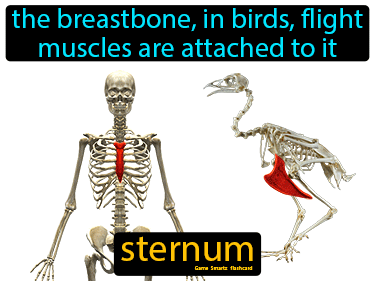 the breastbone, in birds, flight
muscles are attached to it
sternum
Game Smartz flashcard